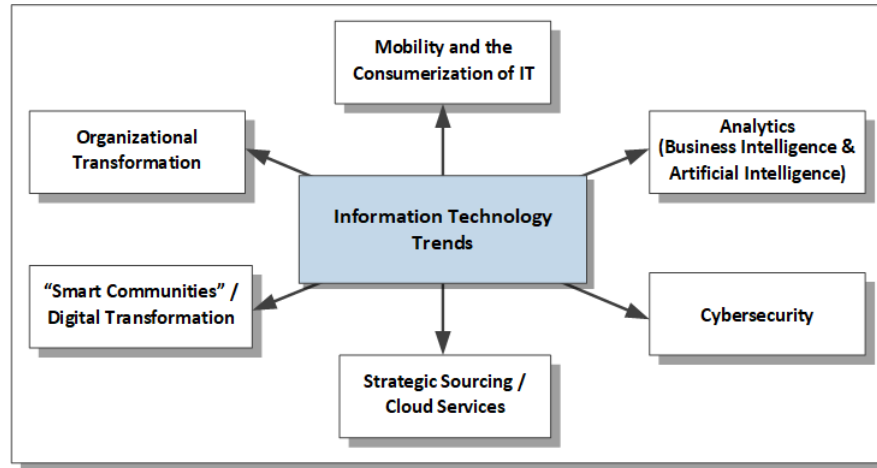 Mobility and the
Consumerization of IT
Organizational
Transformation
Analytics
(Business Intelligence &
Artificial Intelligence)
Information Technology
Trends
“Smart Communities” /
Digital Transformation
Cybersecurity
Strategic Sourcing /
Cloud Services